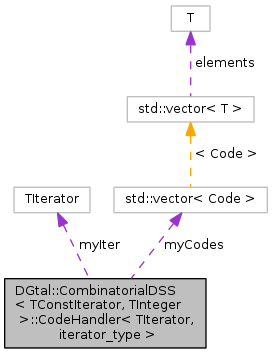 T
elements
std::vector< T >
< Code >
TIterator
std::vector< Code >
myIter
myCodes
DGtal::CombinatorialDSS
< TConstIterator, TInteger
>::CodeHandler< TIterator,
iterator_type >